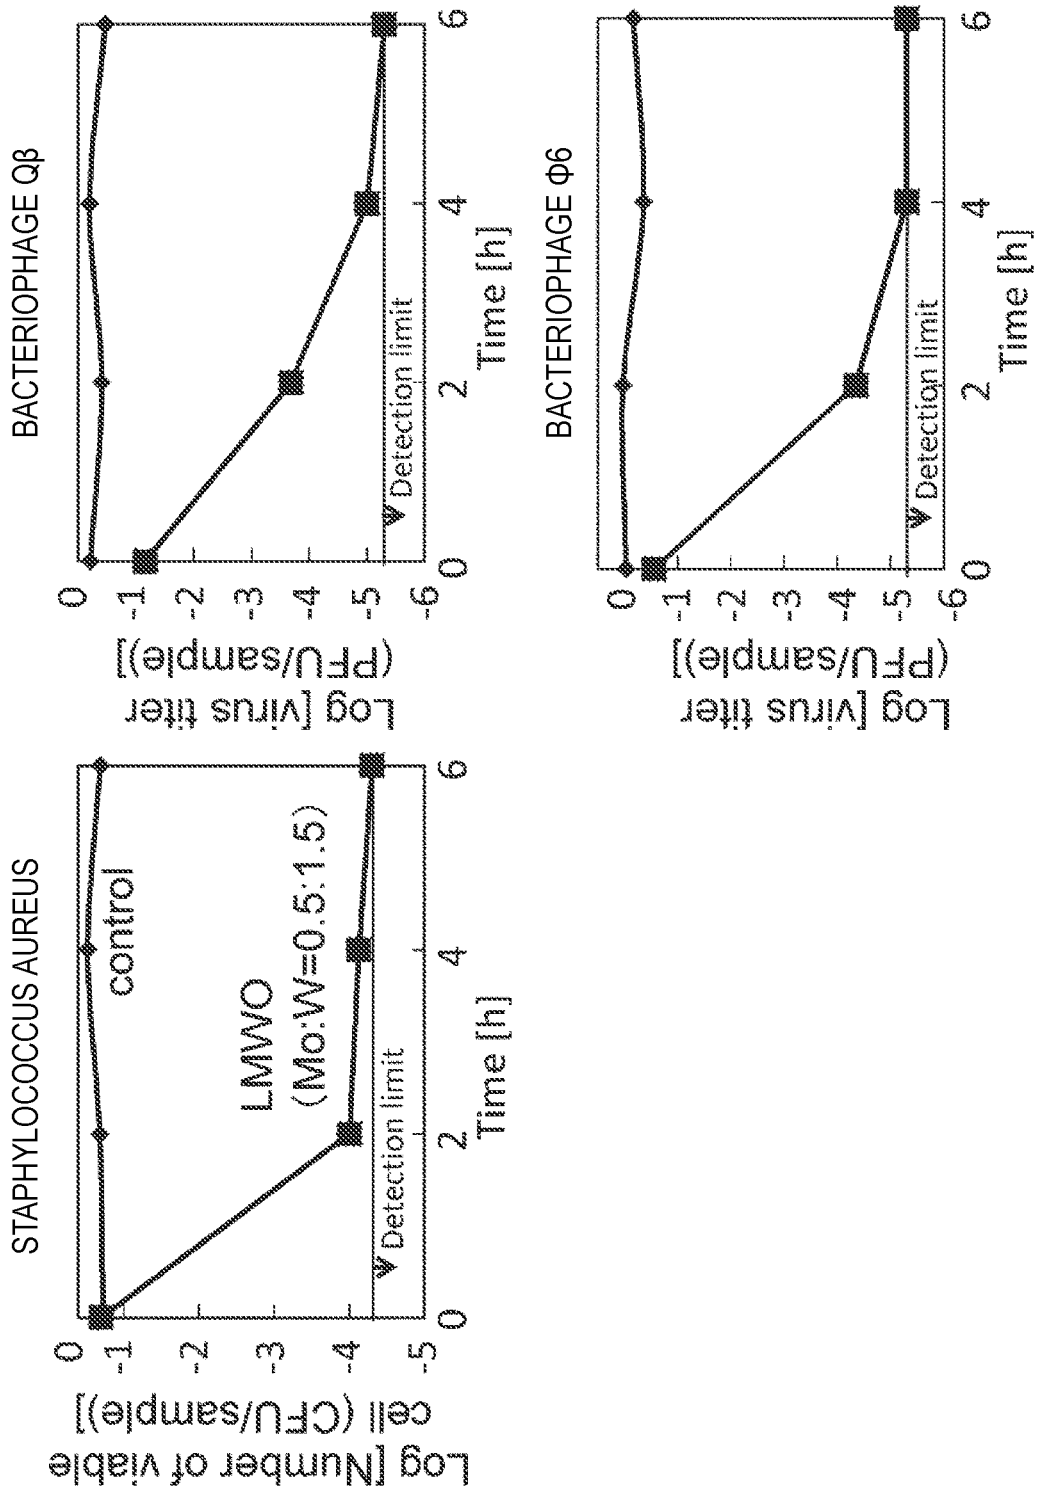 STAPHYLOCOCCUS AUREUS
Log [Number of viable
cell (CFU/sample)]
0
-1
-2
-3
-4
-5
control
LMWO
(Mo:W=0.5:1.5)
Detection limit
0
2
4
6
Time [h]
BACTERIOPHAGE Qβ
Log [virus titer
(PFU/sample)]
0
-1
-2
-3
-4
-5
-6
Detection limit
0
2
4
6
Time [h]
BACTERIOPHAGE Φ6
Log [virus titer
(PFU/sample)]
0
-1
-2
-3
-4
-5
-6
Detection limit
0
2
4
6
Time [h]